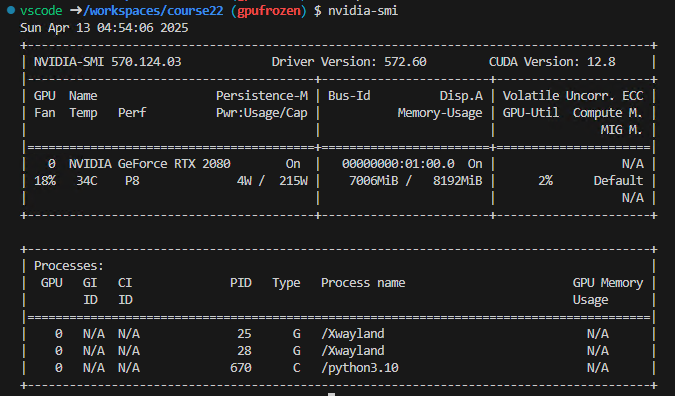 vscode ➜ /workspaces/course22 (gpufrozen) $ nvidia-smi
Sun Apr 13 04:54:06 2025
+-----------------------------------------------------------------------------------------+
| NVIDIA-SMI 570.124.03             Driver Version: 572.60         CUDA Version: 12.8     |
|-----------------------------------------+------------------------+----------------------+
| GPU  Name                 Persistence-M | Bus-Id          Disp.A | Volatile Uncorr. ECC |
| Fan  Temp   Perf          Pwr:Usage/Cap |           Memory-Usage | GPU-Util  Compute M. |
|                                         |                        |               MIG M. |
|=========================================+========================+======================|
|   0  NVIDIA GeForce RTX 2080        On  |   00000000:01:00.0  On |                  N/A |
| 18%   34C    P8              4W /  215W |    7006MiB /   8192MiB |      2%      Default |
|                                         |                        |                  N/A |
+-----------------------------------------+------------------------+----------------------+
+-----------------------------------------------------------------------------------------+
| Processes:                                                                              |
|  GPU   GI   CI              PID   Type   Process name                        GPU Memory |
|        ID   ID                                                               Usage      |
|=========================================================================================|
|    0   N/A  N/A              25      G   /Xwayland                             N/A      |
|    0   N/A  N/A              28      G   /Xwayland                             N/A      |
|    0   N/A  N/A             670      C   /python3.10                           N/A      |
+-----------------------------------------------------------------------------------------+